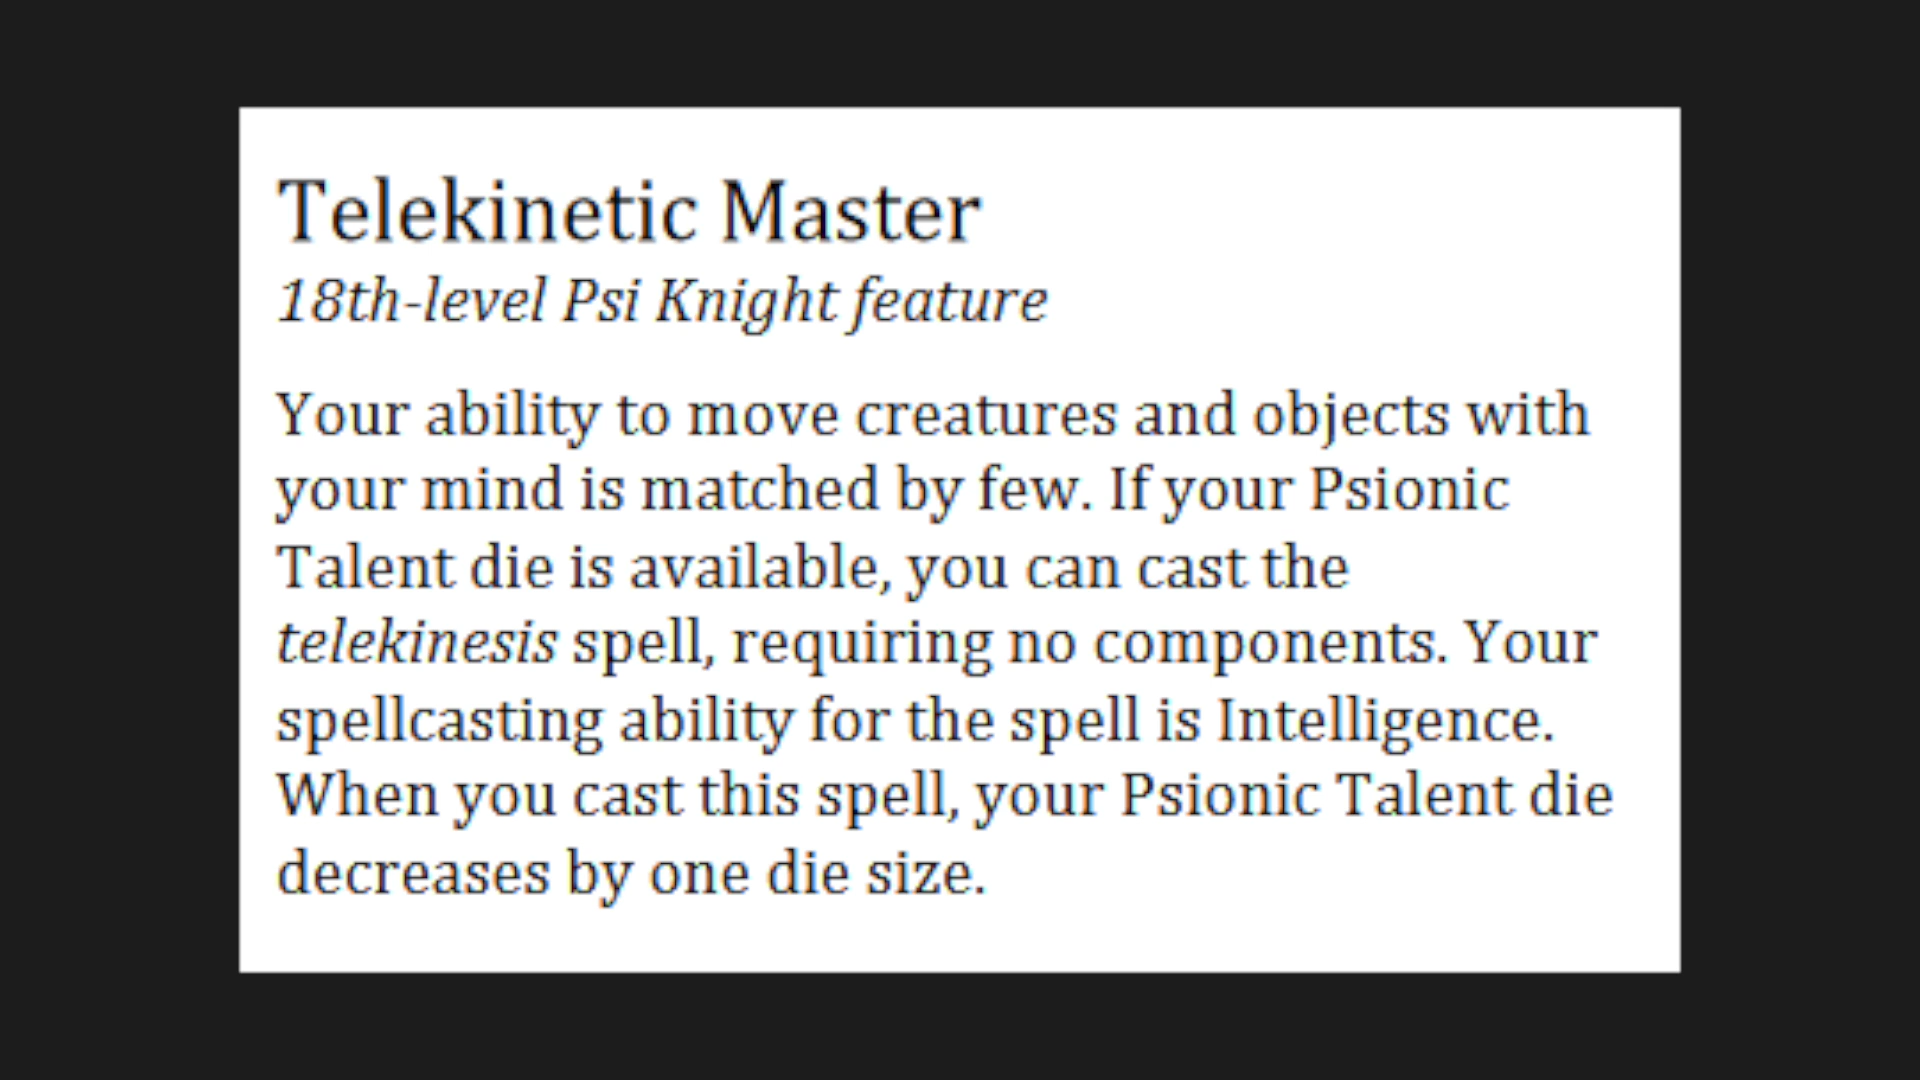 Telekinetic Master
18th-level Psi Knight feature
Your ability to move creatures and objects with
your mind is matched by few. If your Psionic
Talent die is available, you can cast the
telekinesis spell, requiring no components. Your
spellcasting ability for the spell is Intelligence.
When you cast this spell, your Psionic Talent die
decreases by one die size.